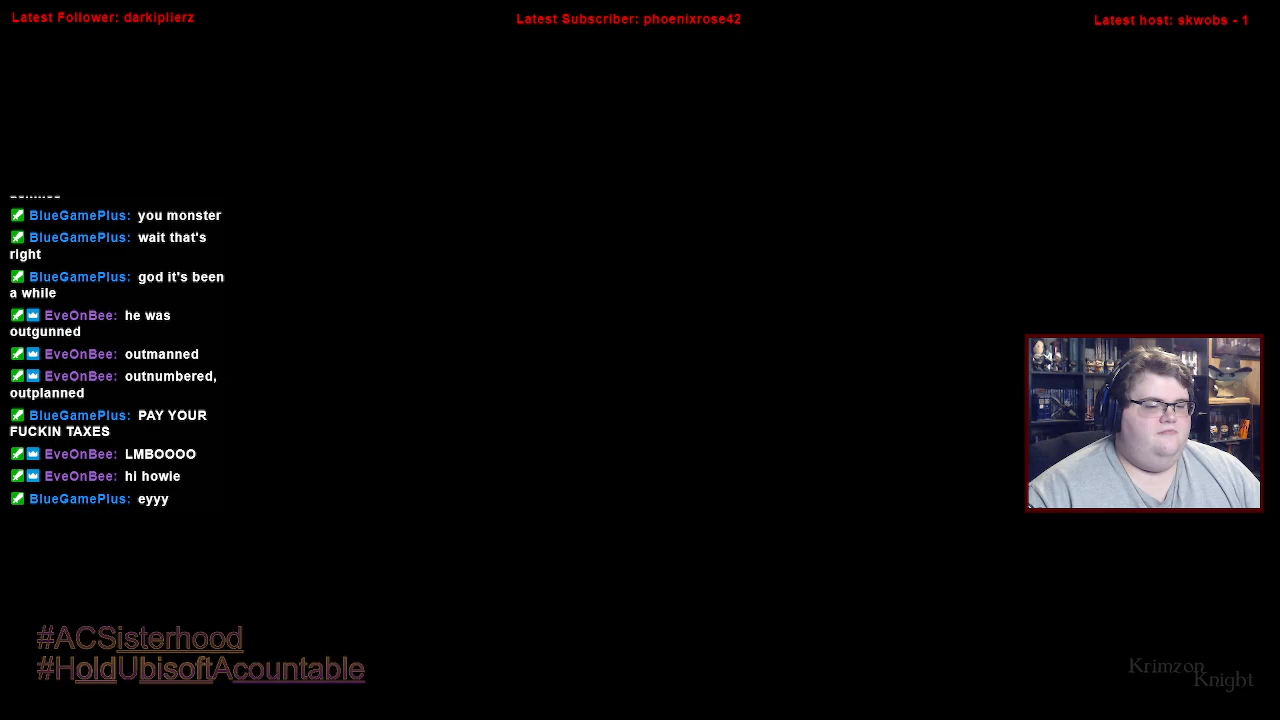 Latest Follower: darkiplierz
Latest Subscriber: phoenixrose42
Latest host: skwobs - 1
BlueGamePlus: you monster
BlueGamePlus: wait that's
right
BlueGamePlus: god it's been
a while
EveOnBee: he was
outgunned
EveOnBee: outmanned
EveOnBee: outnumbered,
outplanned
BlueGamePlus: PAY YOUR
FUCKIN TAXES
EveOnBee: LMBOOOO
EveOnBee: hi howie
BlueGamePlus: eyyy
#ACSisterhood
#HoldUbisoftAcountable
Krimzon
Knight